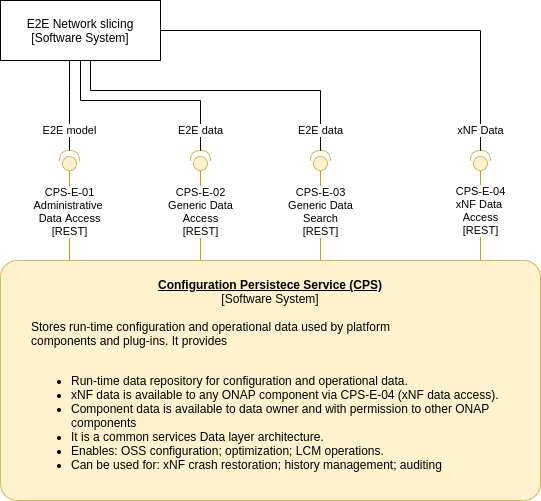 E2E Network slicing
[Software System]
E2E model
E2E data
E2E data
xNF Data
CPS-E-01
Administrative
Data Access
[REST]
CPS-E-02
Generic Data
Access
[REST]
CPS-E-03
Generic Data
Search
[REST]
CPS-E-04
xNF Data
Access
[REST]
Configuration Persistece Service (CPS)
[Software System]
Stores run-time configuration and operational data used by platform
components and plug-ins. It provides
• Run-time data repository for configuration and operational data.
• xNF data is available to any ONAP component via CPS-E-04 (xNF data access).
• Component data is available to data owner and with permission to other ONAP
components
• It is a common services Data layer architecture.
• Enables: OSS configuration; optimization; LCM operations.
• Can be used for: xNF crash restoration; history management; auditing